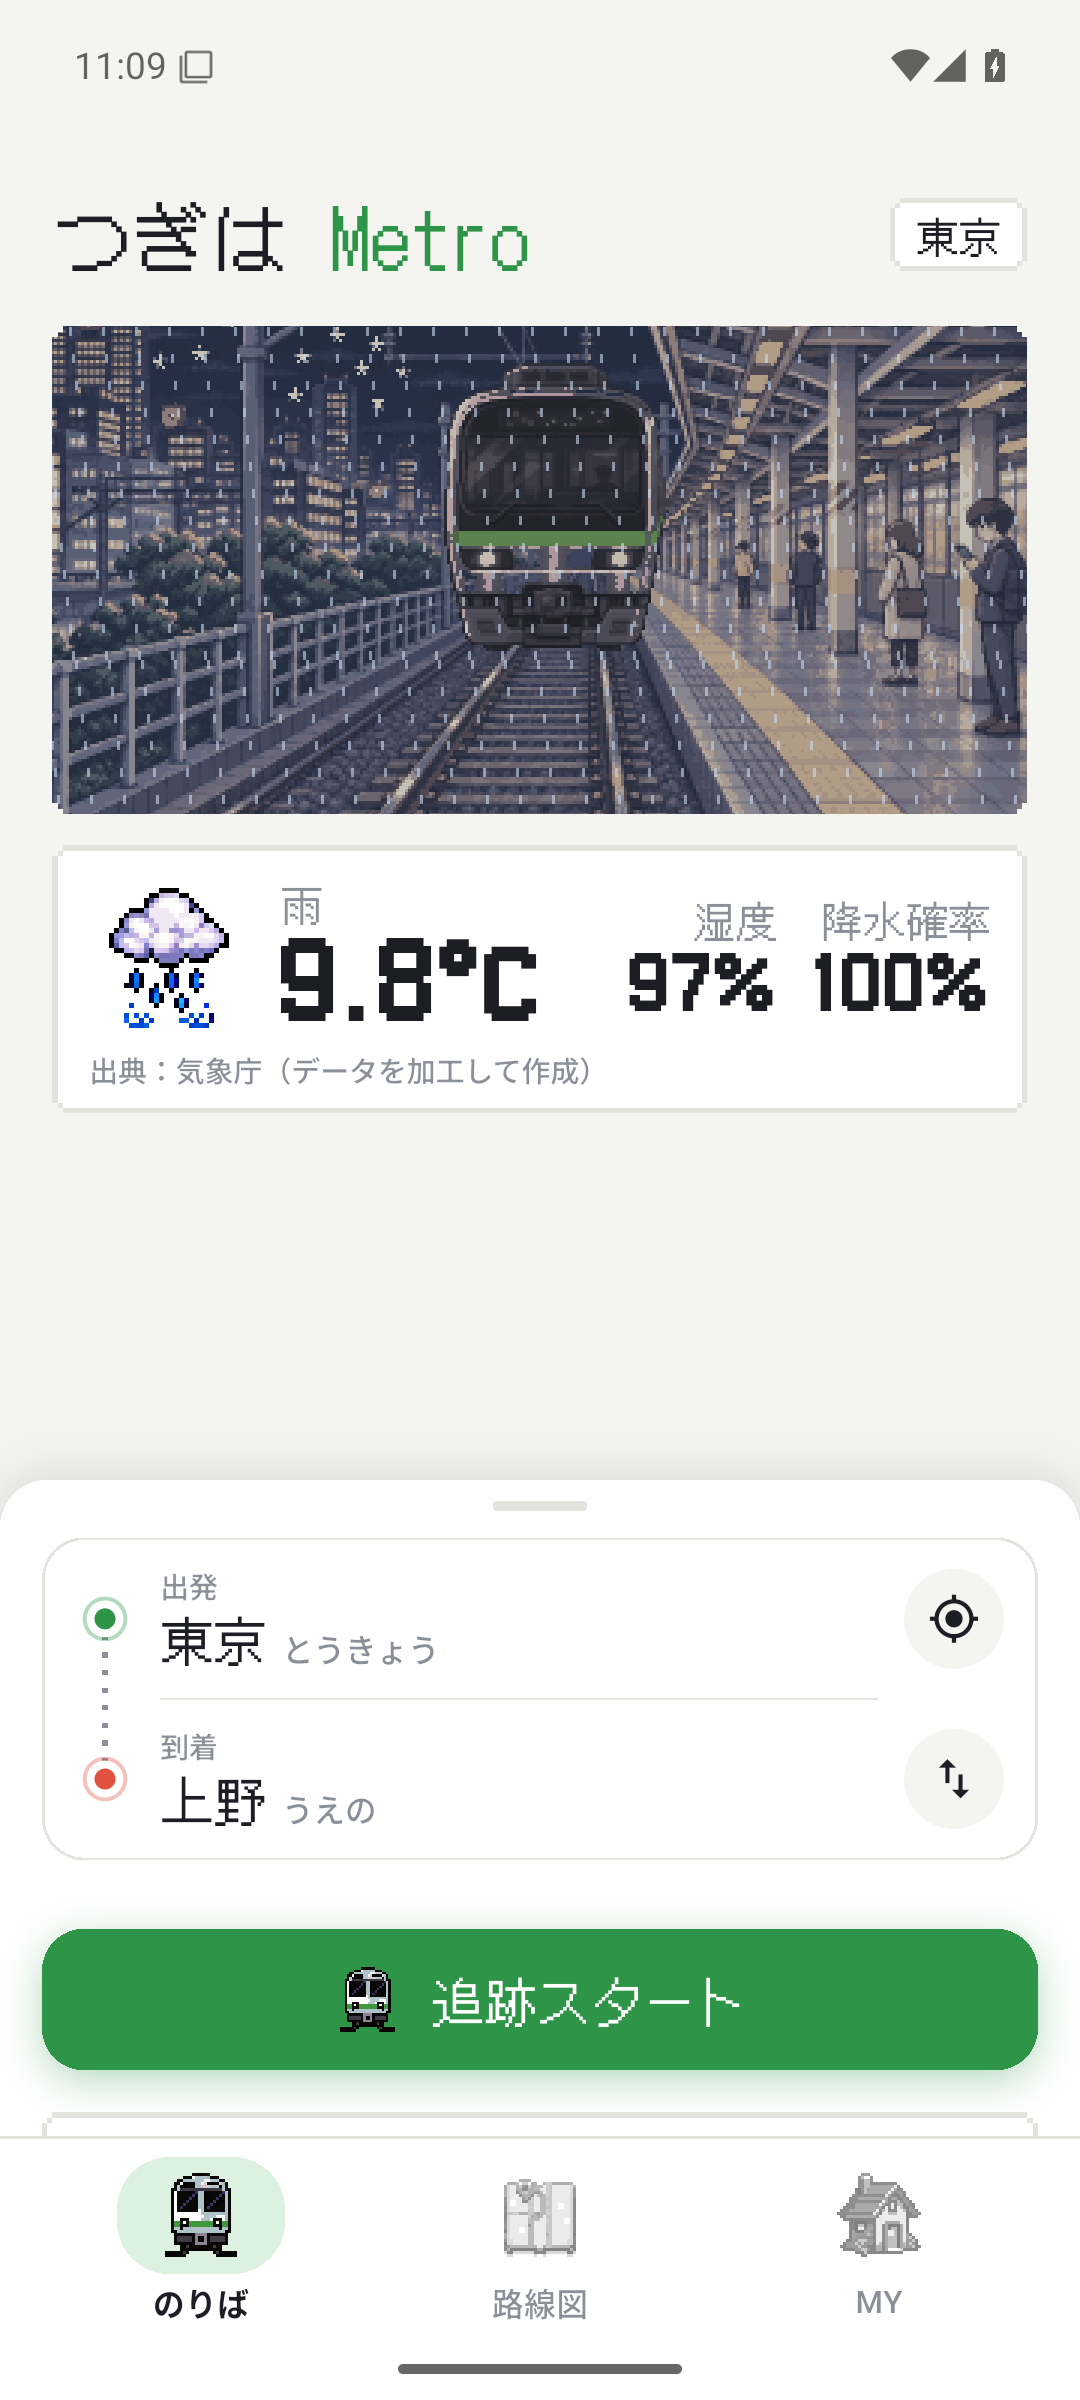 11:09
つぎは Metro
東京
雨
9.8℃
湿度
97%
降水確率
100%
出典：気象庁（データを加工して作成）
出発
東京 とうきょう
到着
上野 うえの
追跡スタート
のりば
路線図
MY